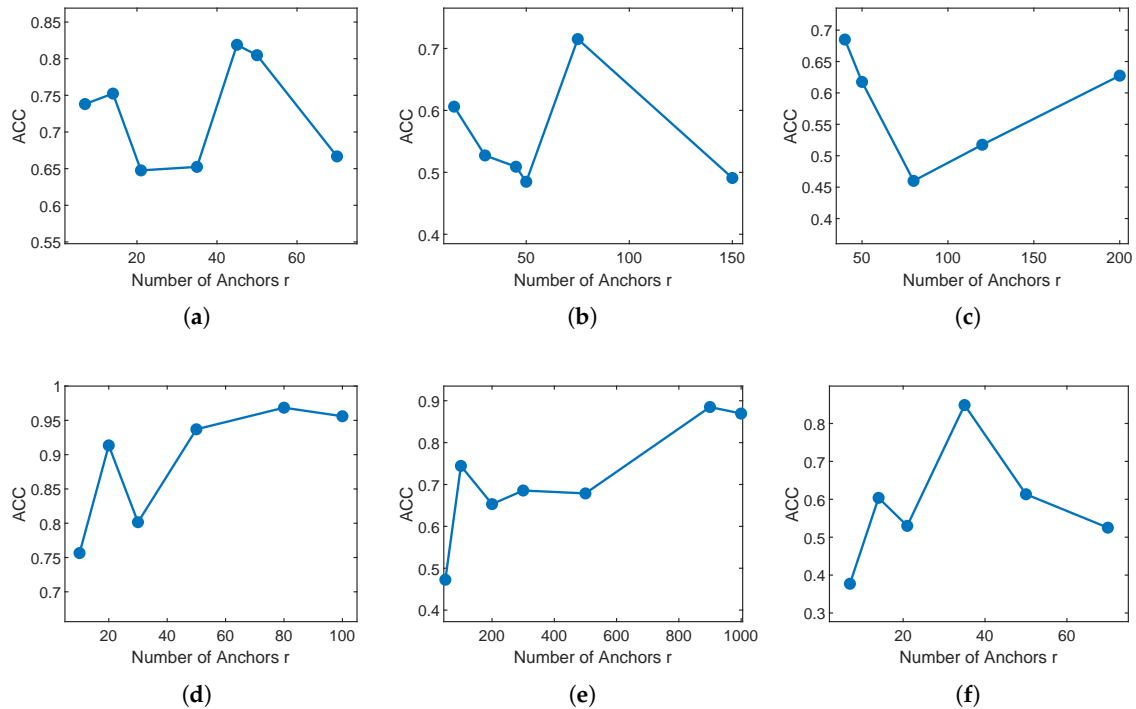 0.85
0.8
0.75
0.7
0.65
0.6
0.55
ACC
20 40 60
Number of Anchors r
(a)
0.7
0.6
0.5
0.4
ACC
50 100 150
Number of Anchors r
(b)
0.7
0.65
0.6
0.55
0.5
0.45
0.4
ACC
50 100 150 200
Number of Anchors r
(c)
1
0.95
0.9
0.85
0.8
0.75
0.7
ACC
20 40 60 80 100
Number of Anchors r
(d)
0.9
0.8
0.7
0.6
0.5
0.4
ACC
200 400 600 800 1000
Number of Anchors r
(e)
0.8
0.7
0.6
0.5
0.4
0.3
ACC
20 40 60
Number of Anchors r
(f)